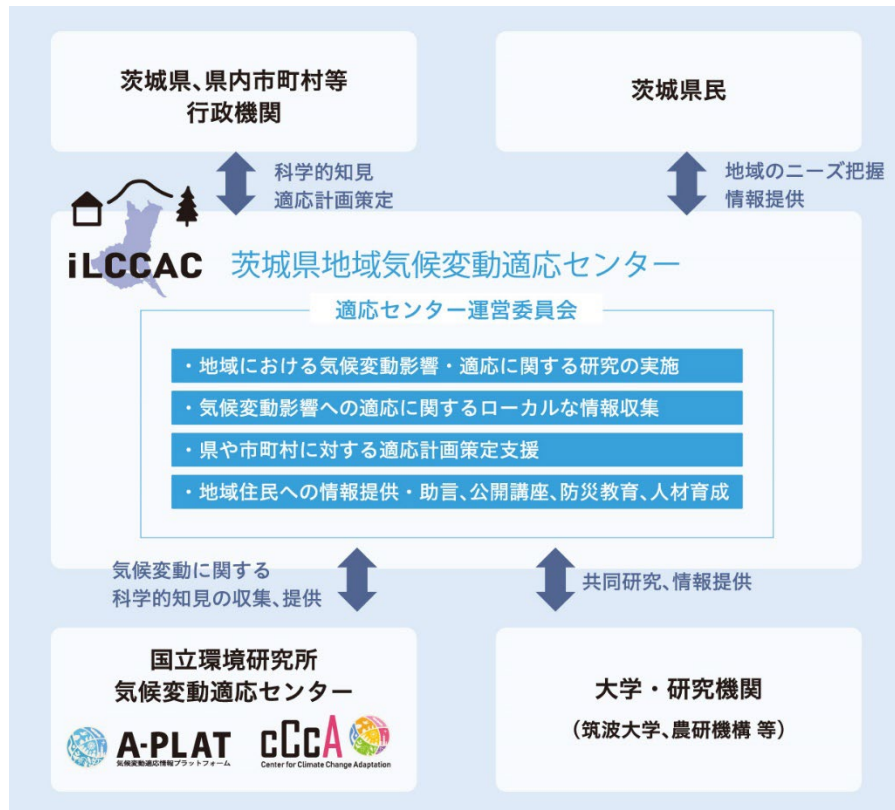 茨城県、県内市町村等
行政機関
茨城県民
科学的知見
適応計画策定
地域のニーズ把握
情報提供
iLCCAC
茨城県地域気候変動適応センター
適応センター運営委員会
・地域における気候変動影響・適応に関する研究の実施
・気候変動影響への適応に関するローカルな情報収集
・県や市町村に対する適応計画策定支援
・地域住民への情報提供・助言、公開講座、防災教育、人材育成
気候変動に関する
科学的知見の収集、提供
共同研究、情報提供
国立環境研究所
気候変動適応センター
A-PLAT
気候変動適応情報プラットフォーム
CCCA
Center for Climate Change Adaptation
大学・研究機関
(筑波大学、農研機構 等)